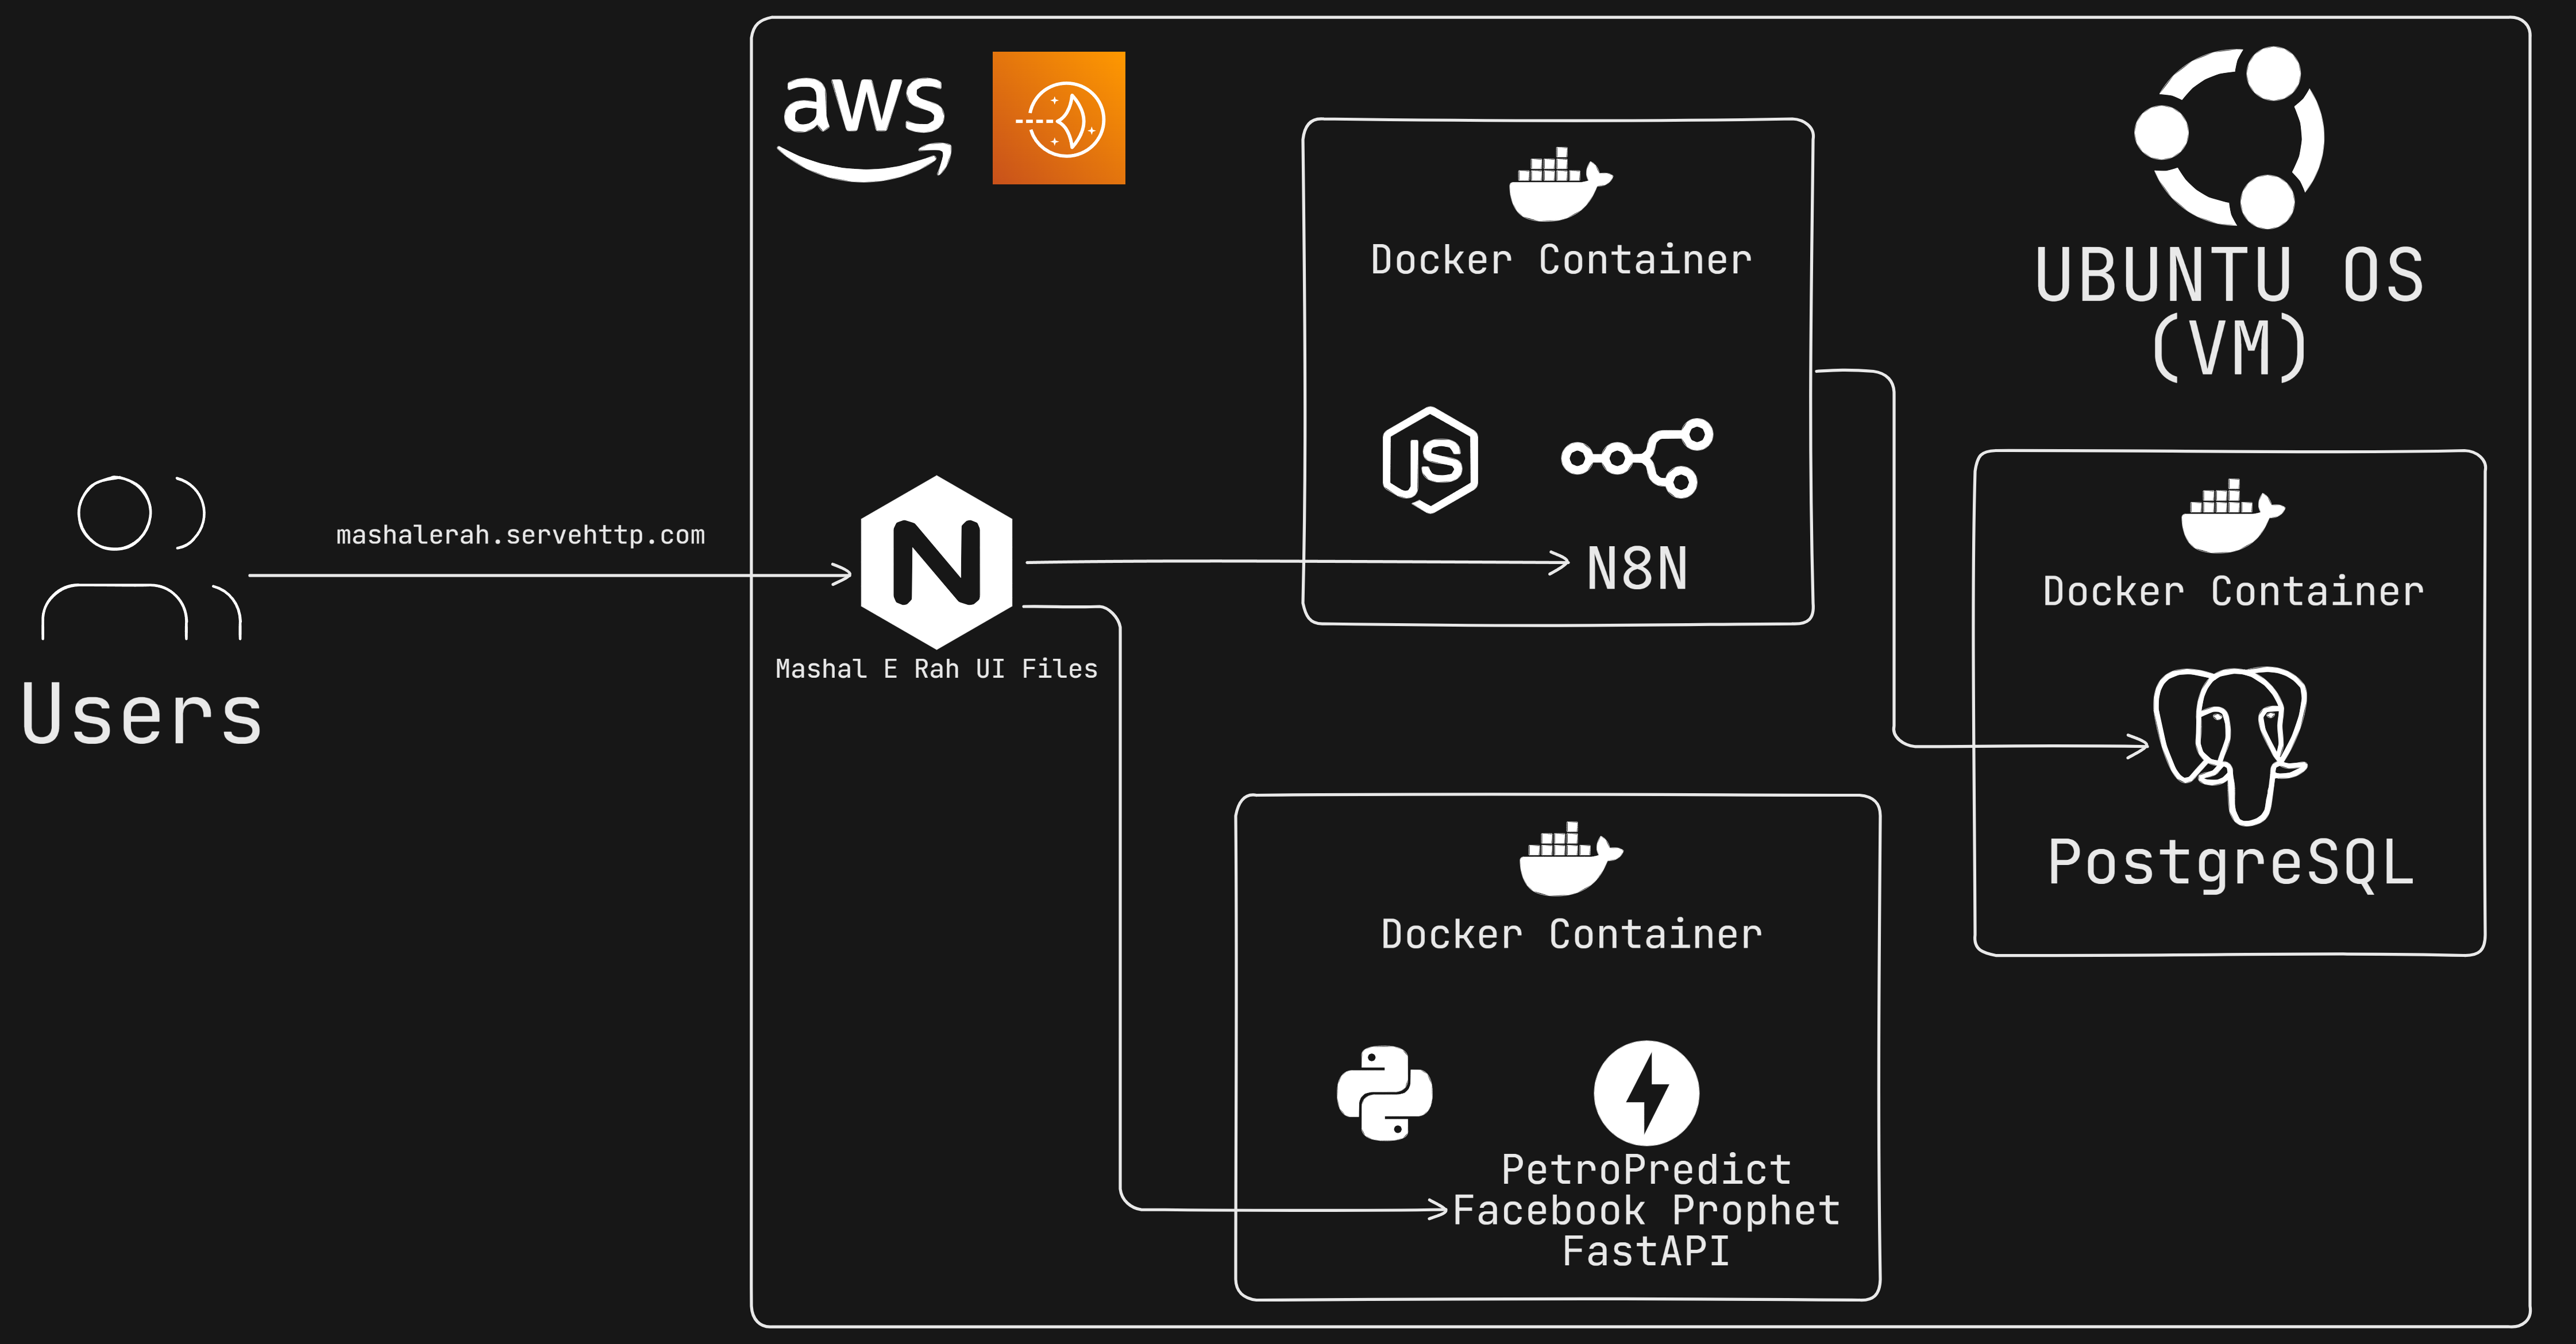 aws
Docker Container
UBUNTU OS
(VM)
JS
N8N
mashalerah.servehttp.com
N
Mashal E Rah UI Files
Users
Docker Container
PostgreSQL
Docker Container
PetroPredict
Facebook Prophet
FastAPI